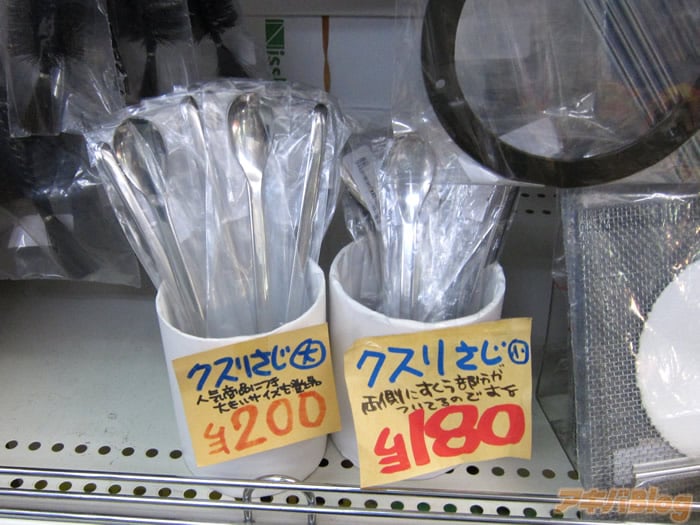 Nissh
クスリさじ大
人気商品につき
大きいサイズも登場
¥200
クスリさじ小
両側にすくう部分が
ついてるのですよ
¥180
アキバBlog